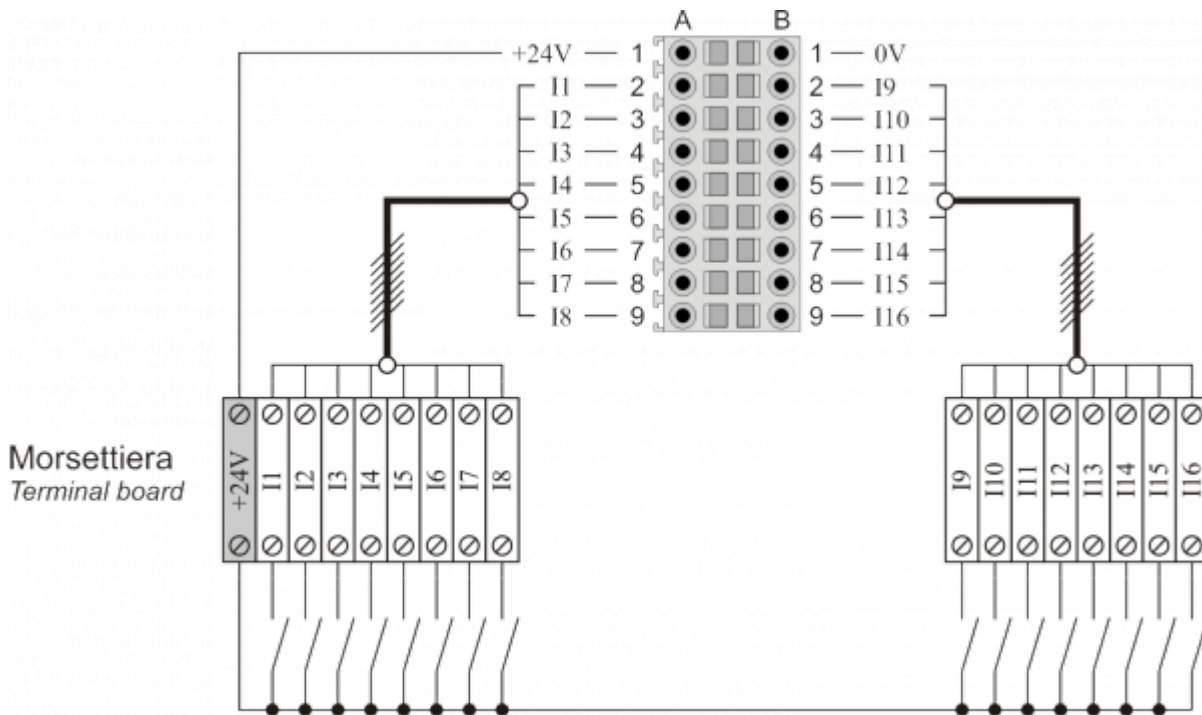 A B
+24V 1 1 0V
I1 2 2 I9
I2 3 3 I10
I3 4 4 I11
I4 5 5 I12
I5 6 6 I13
I6 7 7 I14
I7 8 8 I15
I8 9 9 I16
Morsettiera
Terminal board
+24V I1 I2 I3 I4 I5 I6 I7 I8
I9 I10 I11 I12 I13 I14 I15 I16